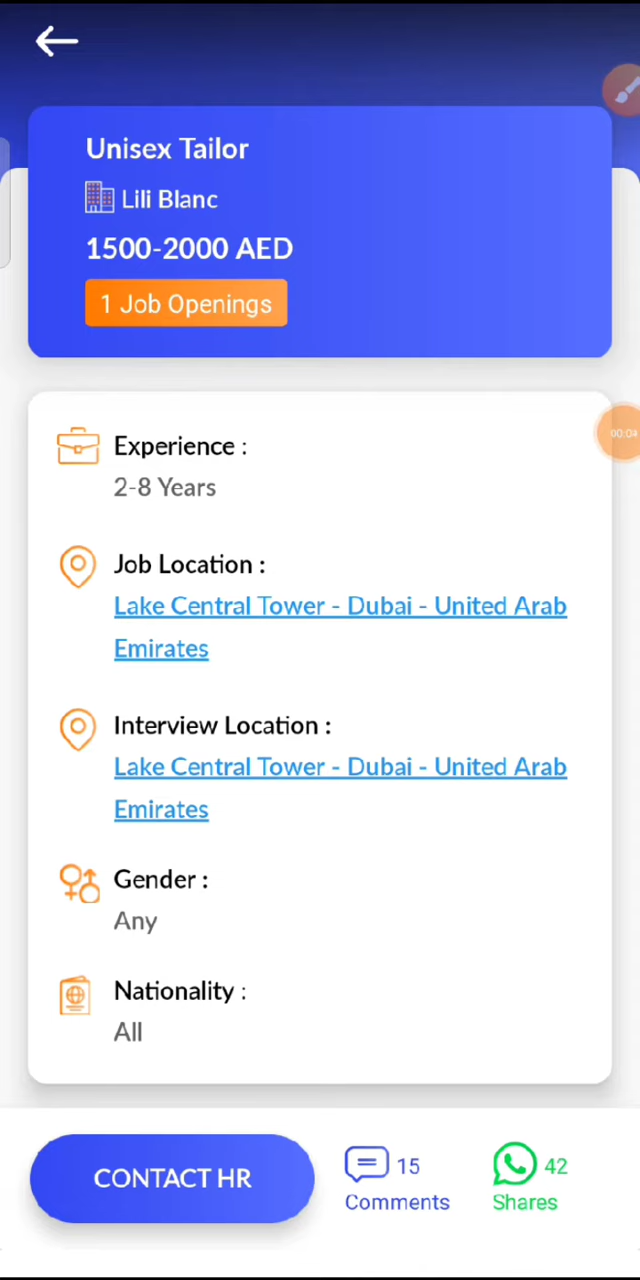 Unisex Tailor
Lili Blanc
1500-2000 AED
1 Job Openings
Experience :
00:04
2-8 Years
Job Location :
Lake Central Tower - Dubai - United Arab
Emirates
Interview Location :
Lake Central Tower - Dubai - United Arab
Emirates
Gender :
Any
Nationality :
All
CONTACT HR
15
Comments
42
Shares